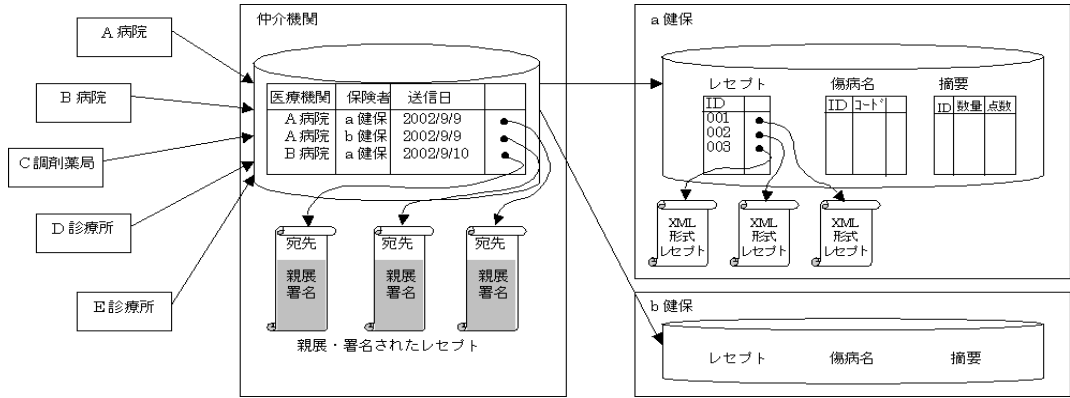 A病院
B病院
C調剤薬局
D診療所
E診療所
仲介機関
医療機関 保険者 送信日
A病院 a健保 2002/9/9
A病院 b健保 2002/9/9
B病院 a健保 2002/9/10
宛先
親展
署名
宛先
親展
署名
宛先
親展
署名
親展・署名されたレセプト
a健保
レセプト 傷病名 摘要
ID
001
002
003
ID コード
ID 数量 点数
XML
形式
レセプト
XML
形式
レセプト
XML
形式
レセプト
b健保
レセプト 傷病名 摘要